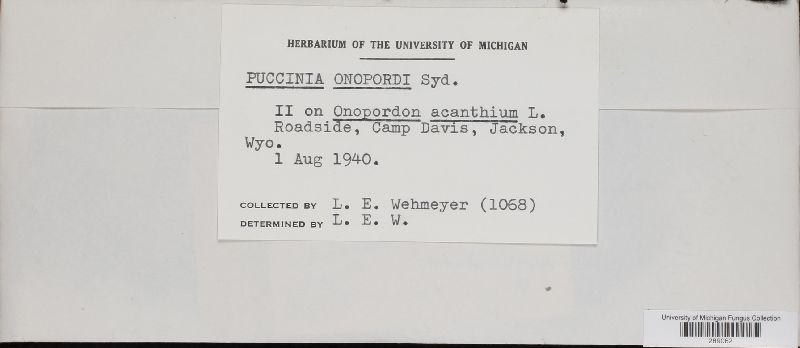 HERBARIUM OF THE UNIVERSITY OF MICHIGAN
PUCCINIA ONOPORDI Syd.
II on Onopordon acanthium L.
Roadside, Camp Davis, Jackson,
Wyo.
1 Aug 1940.
COLLECTED BY L. E. Wehmeyer (1068)
DETERMINED BY L. E. W.
University of Michigan Fungus Collection